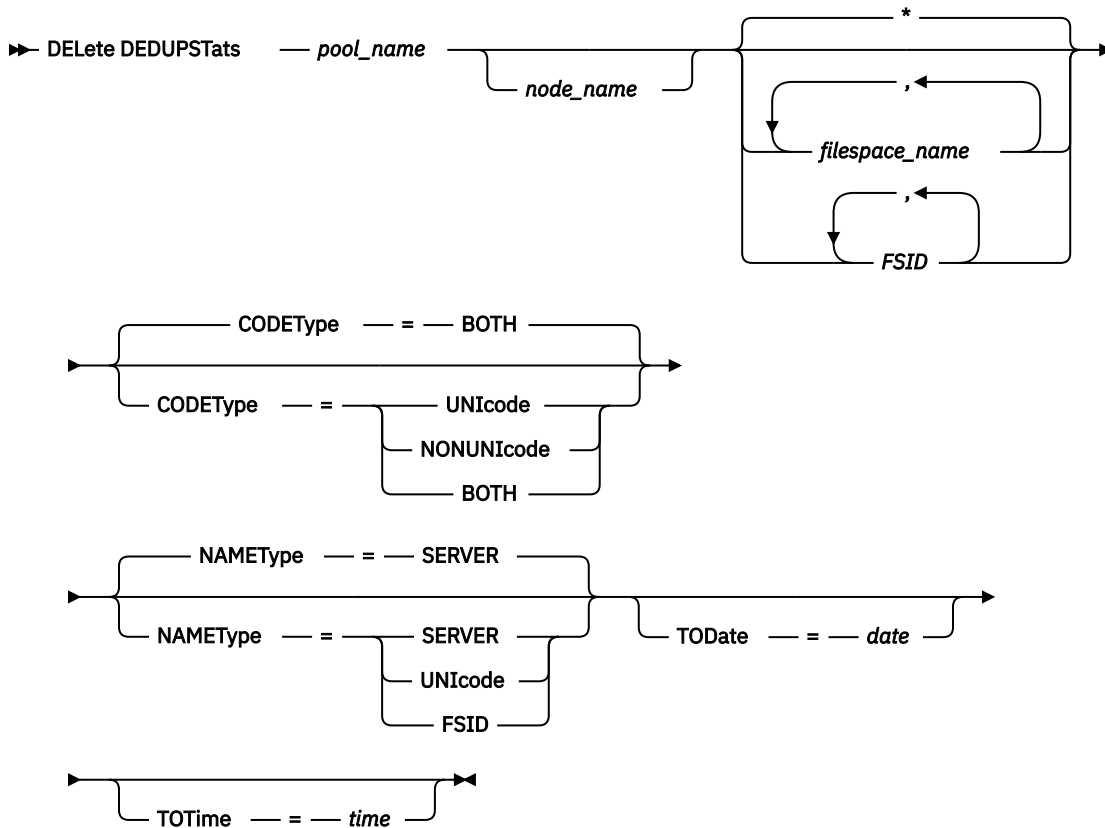 *
DELete DEDUPSTats pool_name
node_name
,
filespace_name
,
FSID
CODEType = BOTH
CODEType = UNIcode
NONUNIcode
BOTH
NAMEType = SERVER
NAMEType = SERVER
UNIcode
FSID
TODate = date
TOTime = time